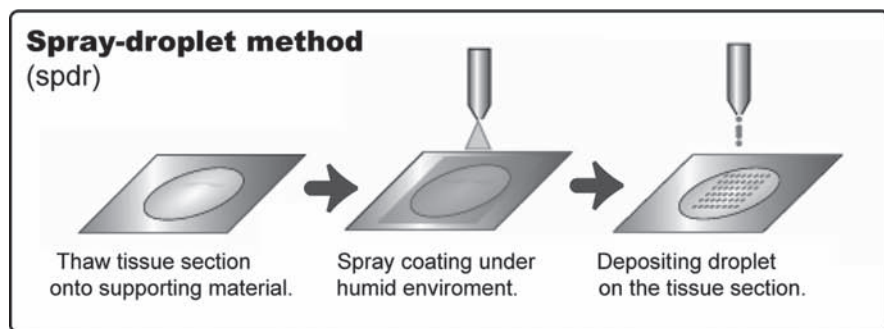 Spray-droplet method
(spdr)
Thaw tissue section
onto supporting material.
Spray coating under
humid enviroment.
Depositing droplet
on the tissue section.